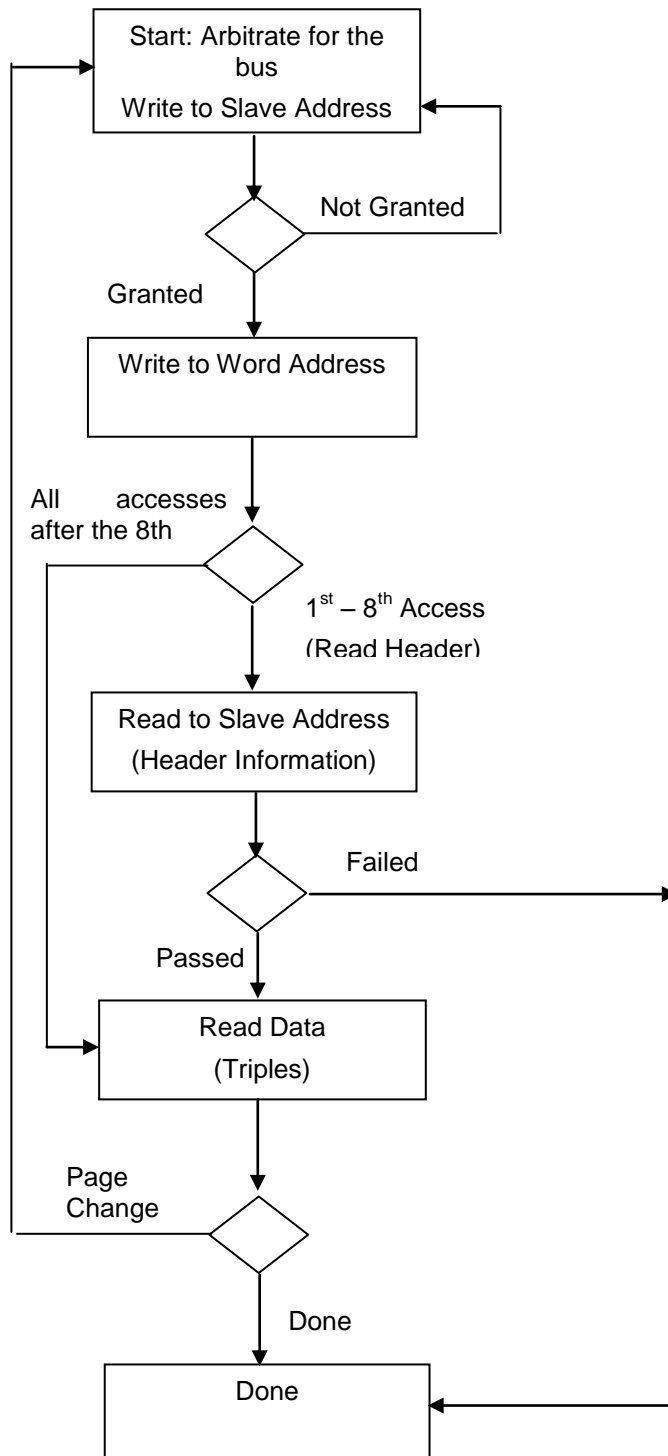 Start: Arbitrate for the
bus
Write to Slave Address
Not Granted
Granted
Write to Word Address
All accesses
after the 8th
1st – 8th Access
(Read Header)
Read to Slave Address
(Header Information)
Failed
Passed
Read Data
(Triples)
Page
Change
Done
Done